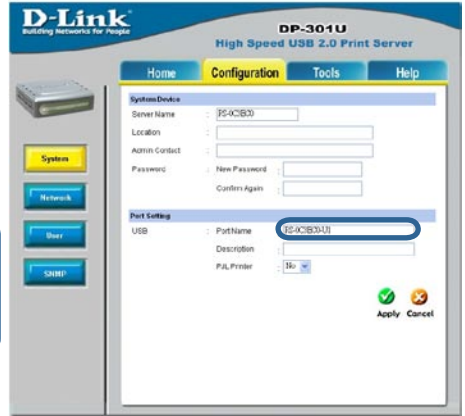 D-Link
Building Networks for People
DP-301U
High Speed USB 2.0 Print Server
Home Configuration Tools Help
System Device
Server Name :
Location :
Admin Contact :
Password : New Password :
Confirm Again :
System
Network
User
SNMP
Port Setting
USB : Port Name :
Description :
PJL Printer : No
Apply Cancel